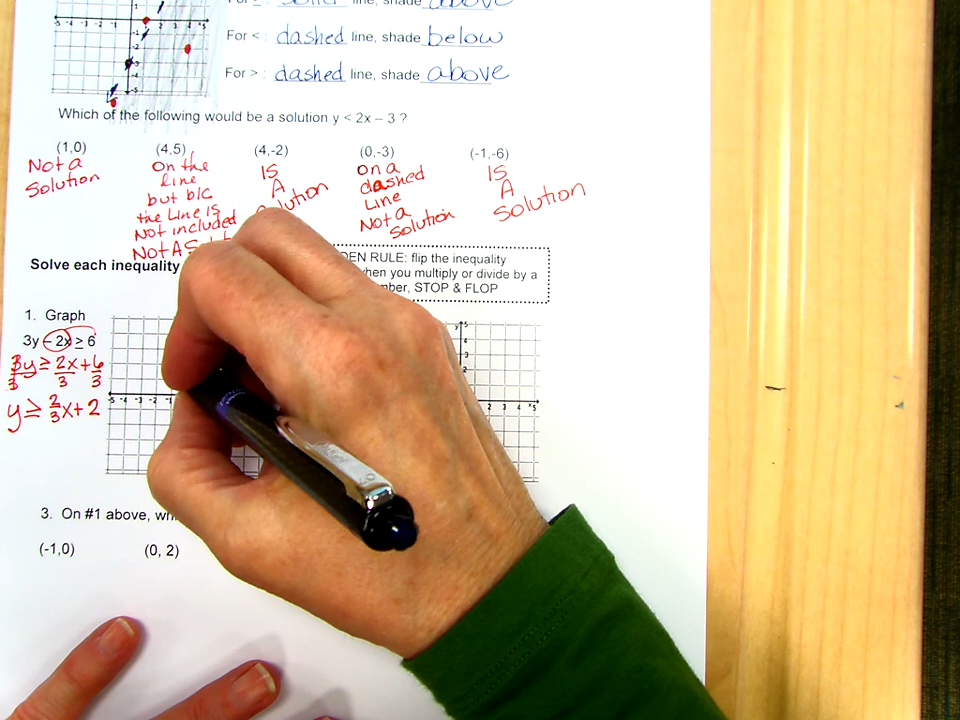 For < : solid line, shade above
For < : dashed line, shade below
For > : dashed line, shade above
Which of the following would be a solution y < 2x – 3 ?
(1,0) (4,5) (4,-2) (0,-3) (-1,-6)
Not a Solution
On the line but b/c the Line is Not included Not A
IS A
On a dashed Line Not a Solution
IS A Solution
Solve each inequality
RULE: flip the inequality
when you multiply or divide by a
STOP & FLOP
1. Graph
3y – 2x ≥ 6
3y ≥ 2x + 6
3 3 3
y ≥ 2/3 x + 2
3. On #1 above,
(-1,0) (0, 2)